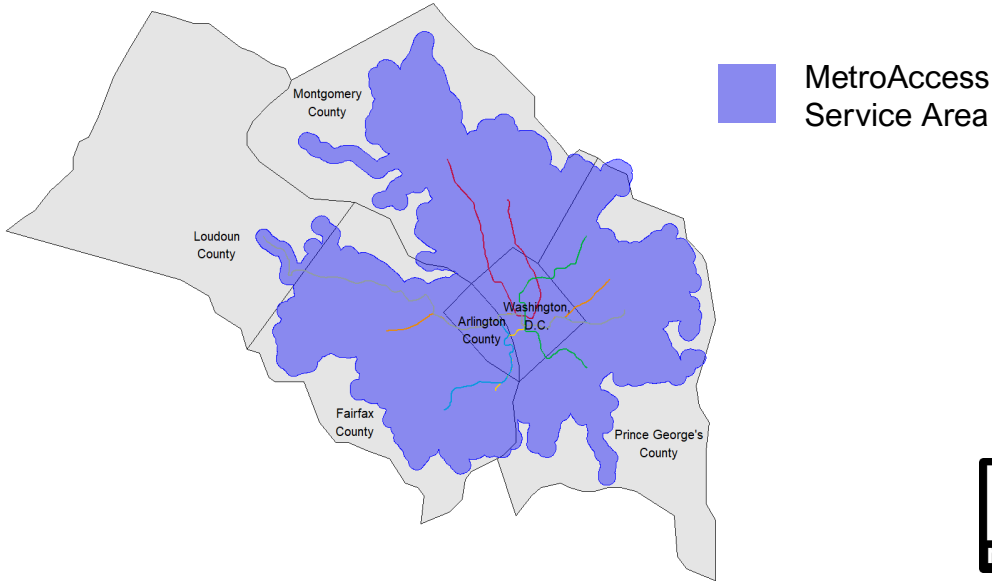 MetroAccess
Service Area
Montgomery
County
Loudoun
County
Washington,
D.C.
Arlington
County
Fairfax
County
Prince George's
County